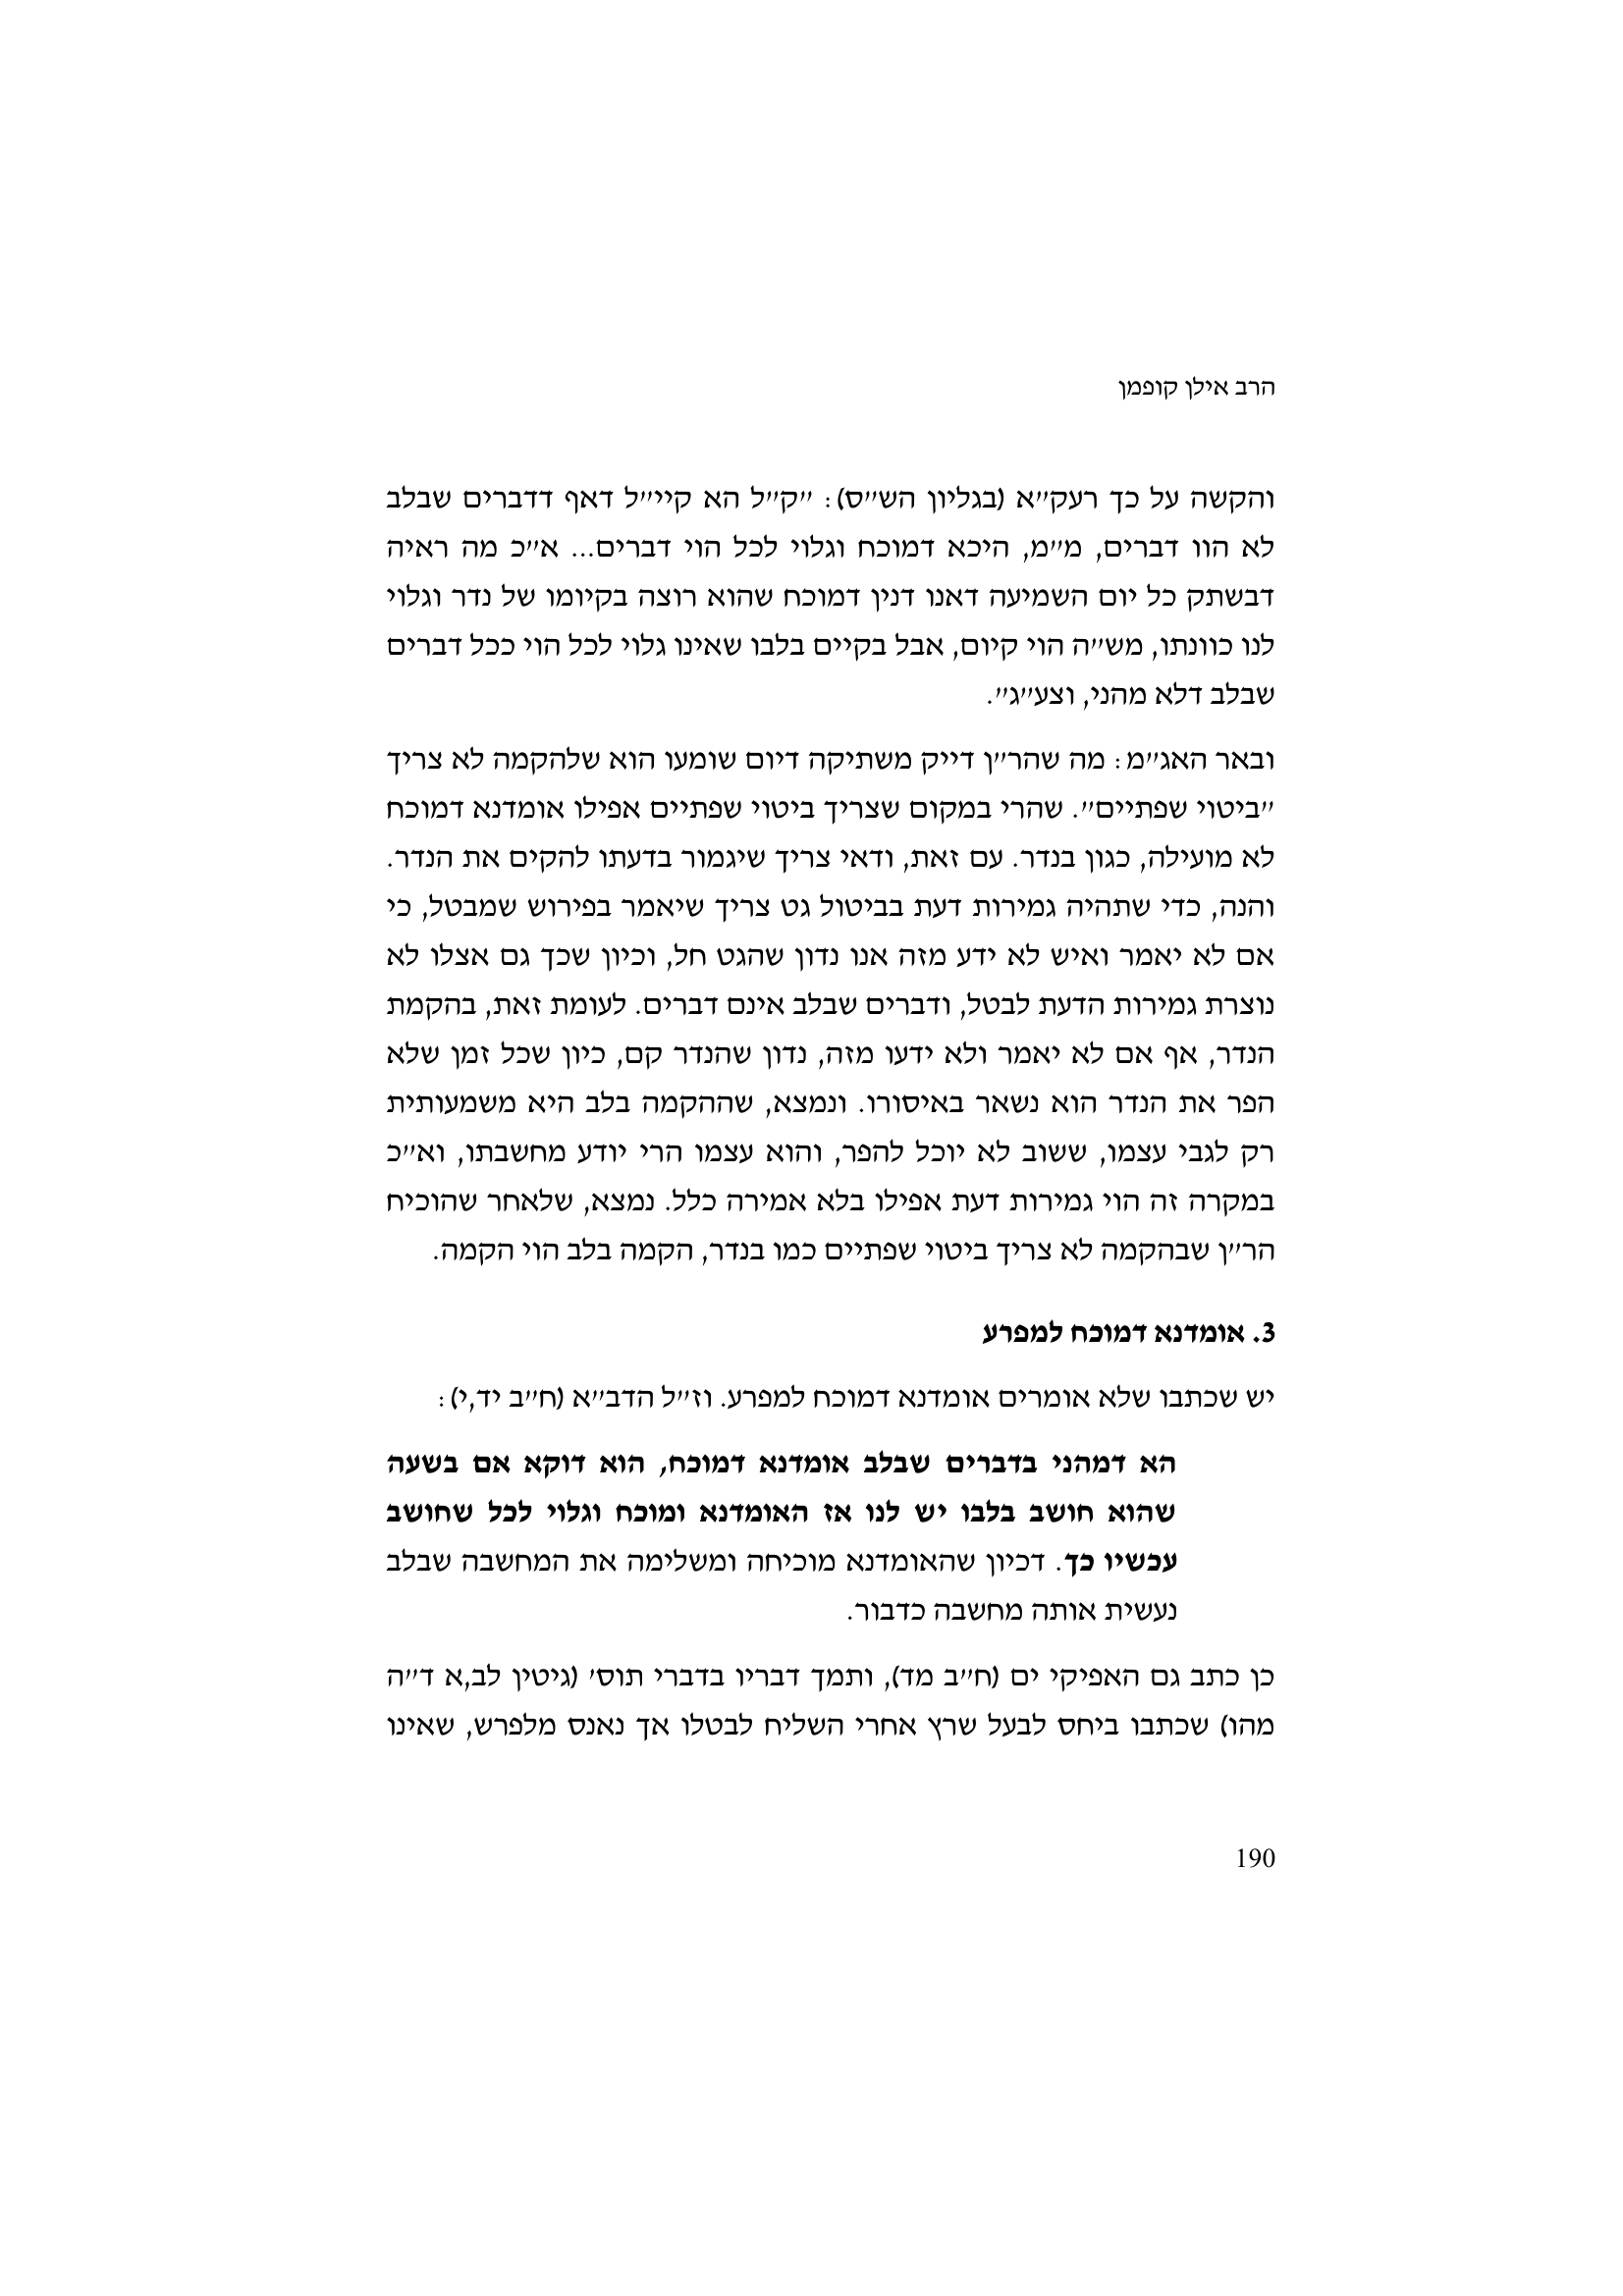 הרב אילן קופמן
והקשה על כך רעק״א (בגליון הש״ס): ״ק״ל הא קיי״ל דאף דדברים שבלב
לא הוו דברים, מ״מ, היכא דמוכח וגלוי לכל הוי דברים... א״כ מה ראיה
דבשתק כל יום השמיעה דאנו דנין דמוכח שהוא רוצה בקיומו של נדר וגלוי
לנו כוונתו, מש״ה הוי קיום, אבל בקיים בלבו שאינו גלוי לכל הוי ככל דברים
שבלב דלא מהני, וצע״ג״.
ובאר האג״מ: מה שהר״ן דייק משתיקה דיום שומעו הוא שלהקמה לא צריך
״ביטוי שפתיים״. שהרי במקום שצריך ביטוי שפתיים אפילו אומדנא דמוכח
לא מועילה, כגון בנדר. עם זאת, ודאי צריך שיגמור בדעתו להקים את הנדר.
והנה, כדי שתהיה גמירות דעת בביטול גט צריך שיאמר בפירוש שמבטל, כי
אם לא יאמר ואיש לא ידע מזה אנו נדון שהגט חל, וכיון שכך גם אצלו לא
נוצרת גמירות הדעת לבטל, ודברים שבלב אינם דברים. לעומת זאת, בהקמת
הנדר, אף אם לא יאמר ולא ידעו מזה, נדון שהנדר קם, כיון שכל זמן שלא
הפר את הנדר הוא נשאר באיסורו. ונמצא, שההקמה בלב היא משמעותית
רק לגבי עצמו, ששוב לא יוכל להפר, והוא עצמו הרי יודע מחשבתו, וא״כ
במקרה זה הוי גמירות דעת אפילו בלא אמירה כלל. נמצא, שלאחר שהוכיח
הר״ן שבהקמה לא צריך ביטוי שפתיים כמו בנדר, הקמה בלב הוי הקמה.
3. אומדנא דמוכח למפרע
יש שכתבו שלא אומרים אומדנא דמוכח למפרע. וז״ל הדב״א (ח״ב יד,י):
הא דמהני בדברים שבלב אומדנא דמוכח, הוא דוקא אם בשעה
שהוא חושב בלבו יש לנו אז האומדנא ומוכח וגלוי לכל שחושב
עכשיו כך. דכיון שהאומדנא מוכיחה ומשלימה את המחשבה שבלב
נעשית אותה מחשבה כדבור.
כן כתב גם האפיקי ים (ח״ב מד), ותמך דבריו בדברי תוס׳ (גיטין לב,א ד״ה
מהו) שכתבו ביחס לבעל שרץ אחרי השליח לבטלו אך נאנס מלפרש, שאינו
190